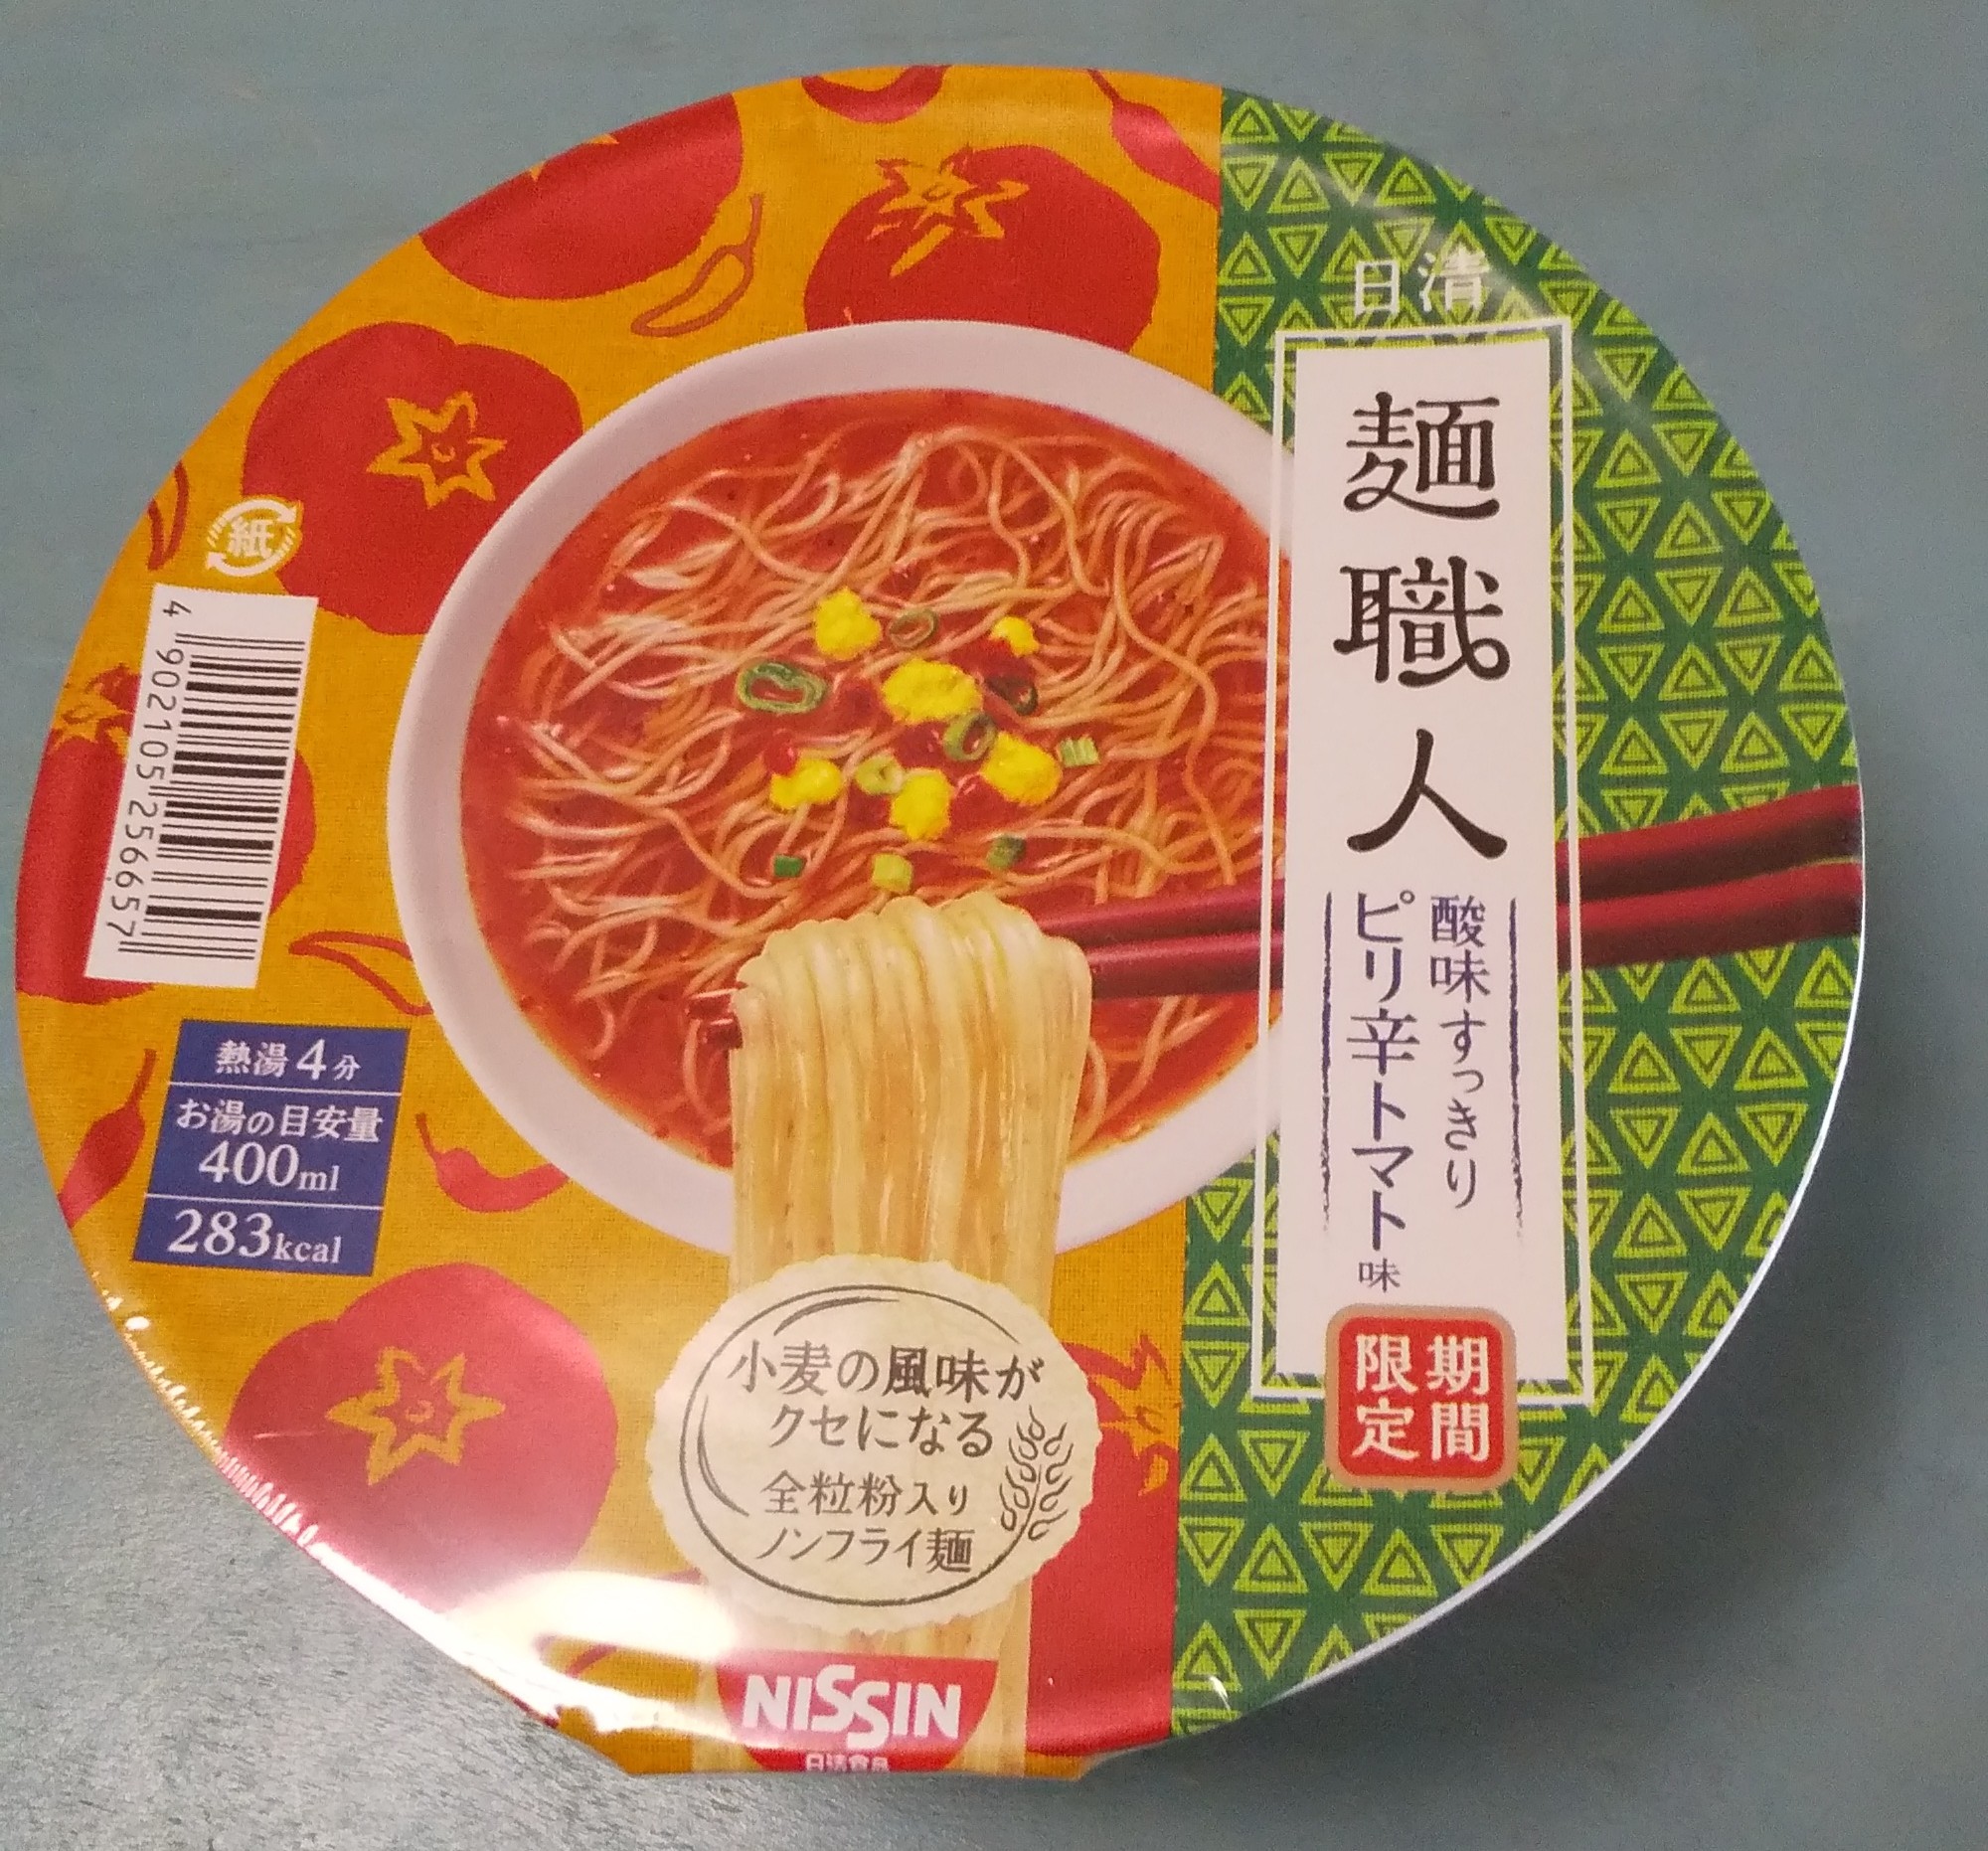 日清
麺職人
酸味すっきり
ピリ辛トマト味
期間
限定
紙
4 902105 256657
熱湯4分
お湯の目安量
400ml
283kcal
小麦の風味が
クセになる
全粒粉入り
ノンフライ麺
NISSIN
日清食品